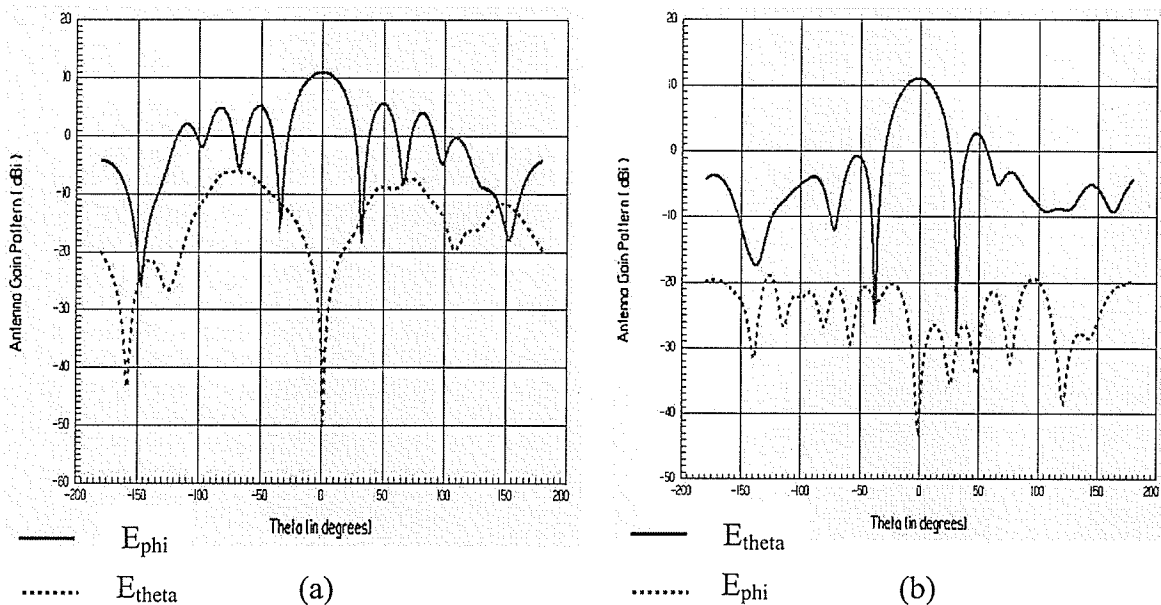 20
10
0
-10
-20
-30
-40
-50
-60
Antenna Gain Pattern ( dBi )
-200 -150 -100 -50 0 50 100 150 200
Theta (in degrees)
E_phi
E_theta
(a)
20
10
0
-10
-20
-30
-40
-50
Antenna Gain Pattern ( dBi )
-200 -150 -100 -50 0 50 100 150 200
Theta (in degrees)
E_theta
E_phi
(b)